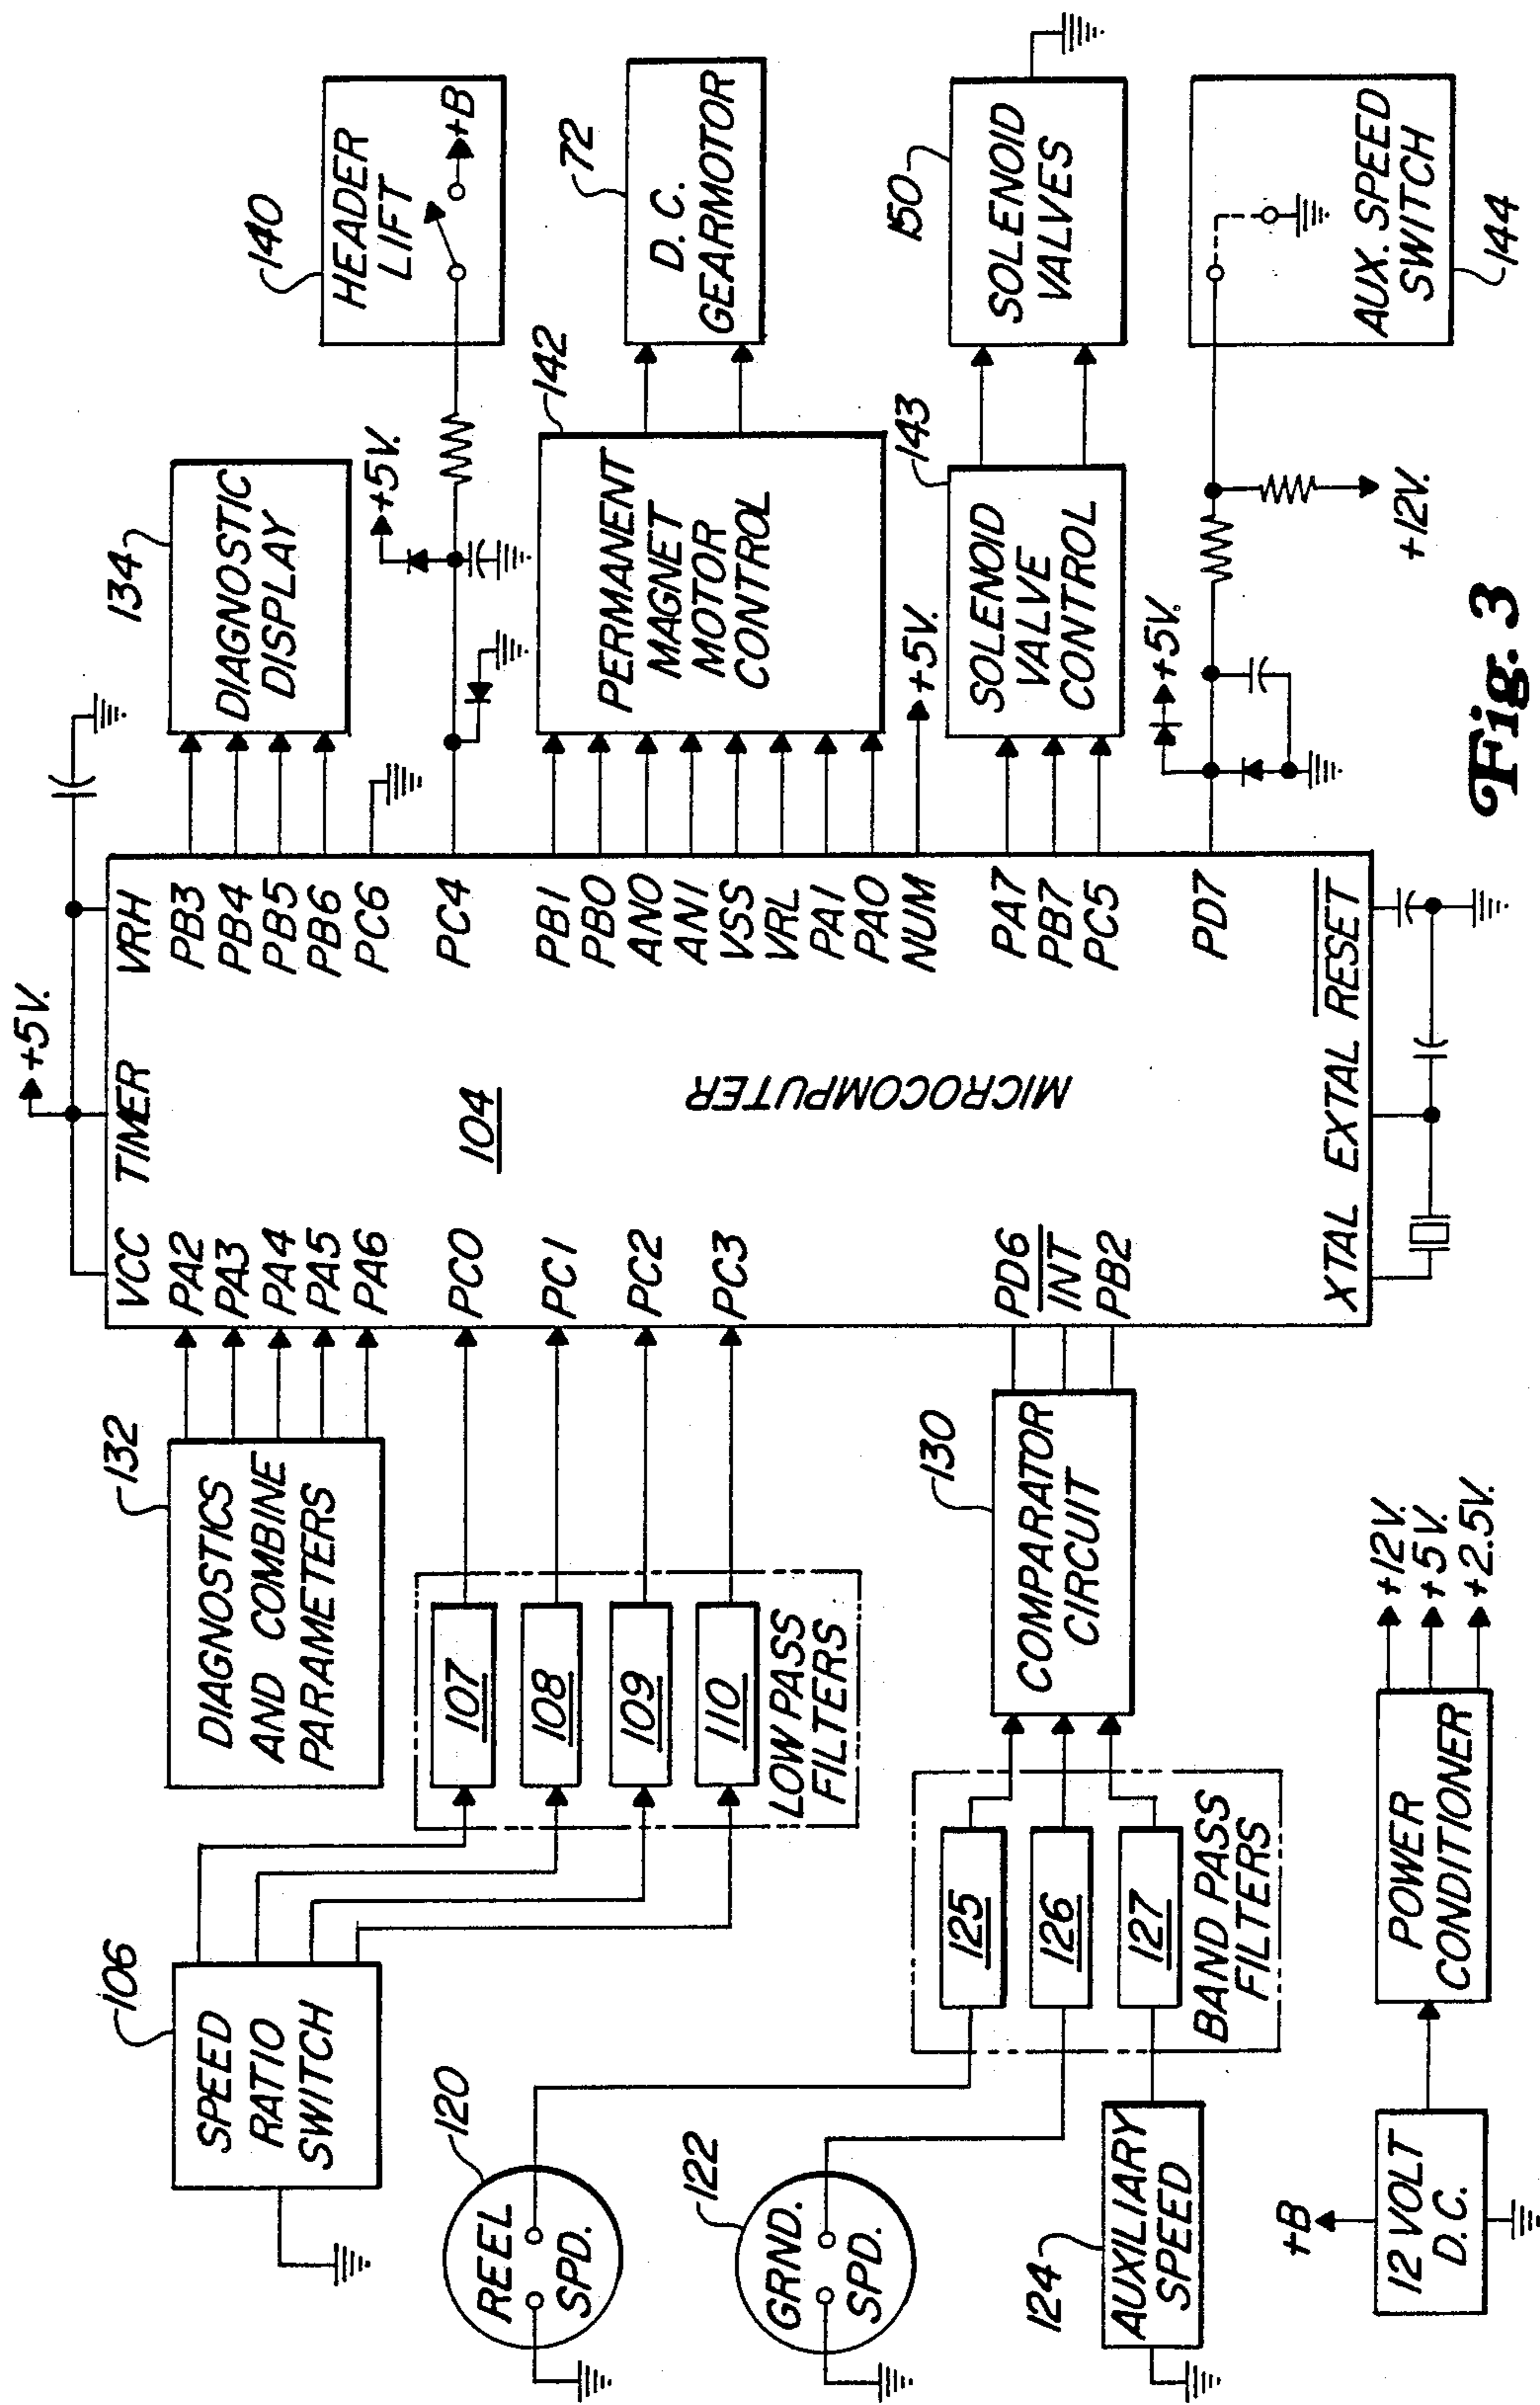 106
SPEED
RATIO
SWITCH
132
DIAGNOSTICS
AND COMBINE
PARAMETERS
107
108
109
110
LOW PASS
FILTERS
120
REEL
SPD.
122
GRND.
SPD.
124
AUXILIARY
SPEED
125
126
127
BAND PASS
FILTERS
130
COMPARATOR
CIRCUIT
+B
12 VOLT
D.C.
POWER
CONDITIONER
+12V.
+5V.
+2.5V.
+5V.
VCC TIMER VRH
PA2
PA3
PA4
PA5
PA6
PC0
PC1
PC2
PC3
PD6
INT
PB2
104
MICROCOMPUTER
XTAL EXTAL RESET
PB3
PB4
PB5
PB6
PC6
PC4
PB1
PB0
AN0
AN1
VSS
VRL
PA1
PA0
NUM
PA7
PB7
PC5
PD7
134
DIAGNOSTIC
DISPLAY
+5V.
140
HEADER
LIFT
+B
142
PERMANENT
MAGNET
MOTOR
CONTROL
72
D.C.
GEARMOTOR
+5V.
143
SOLENOID
VALVE
CONTROL
150
SOLENOID
VALVES
+5V.
+12V.
AUX. SPEED
SWITCH
144
Fig. 3